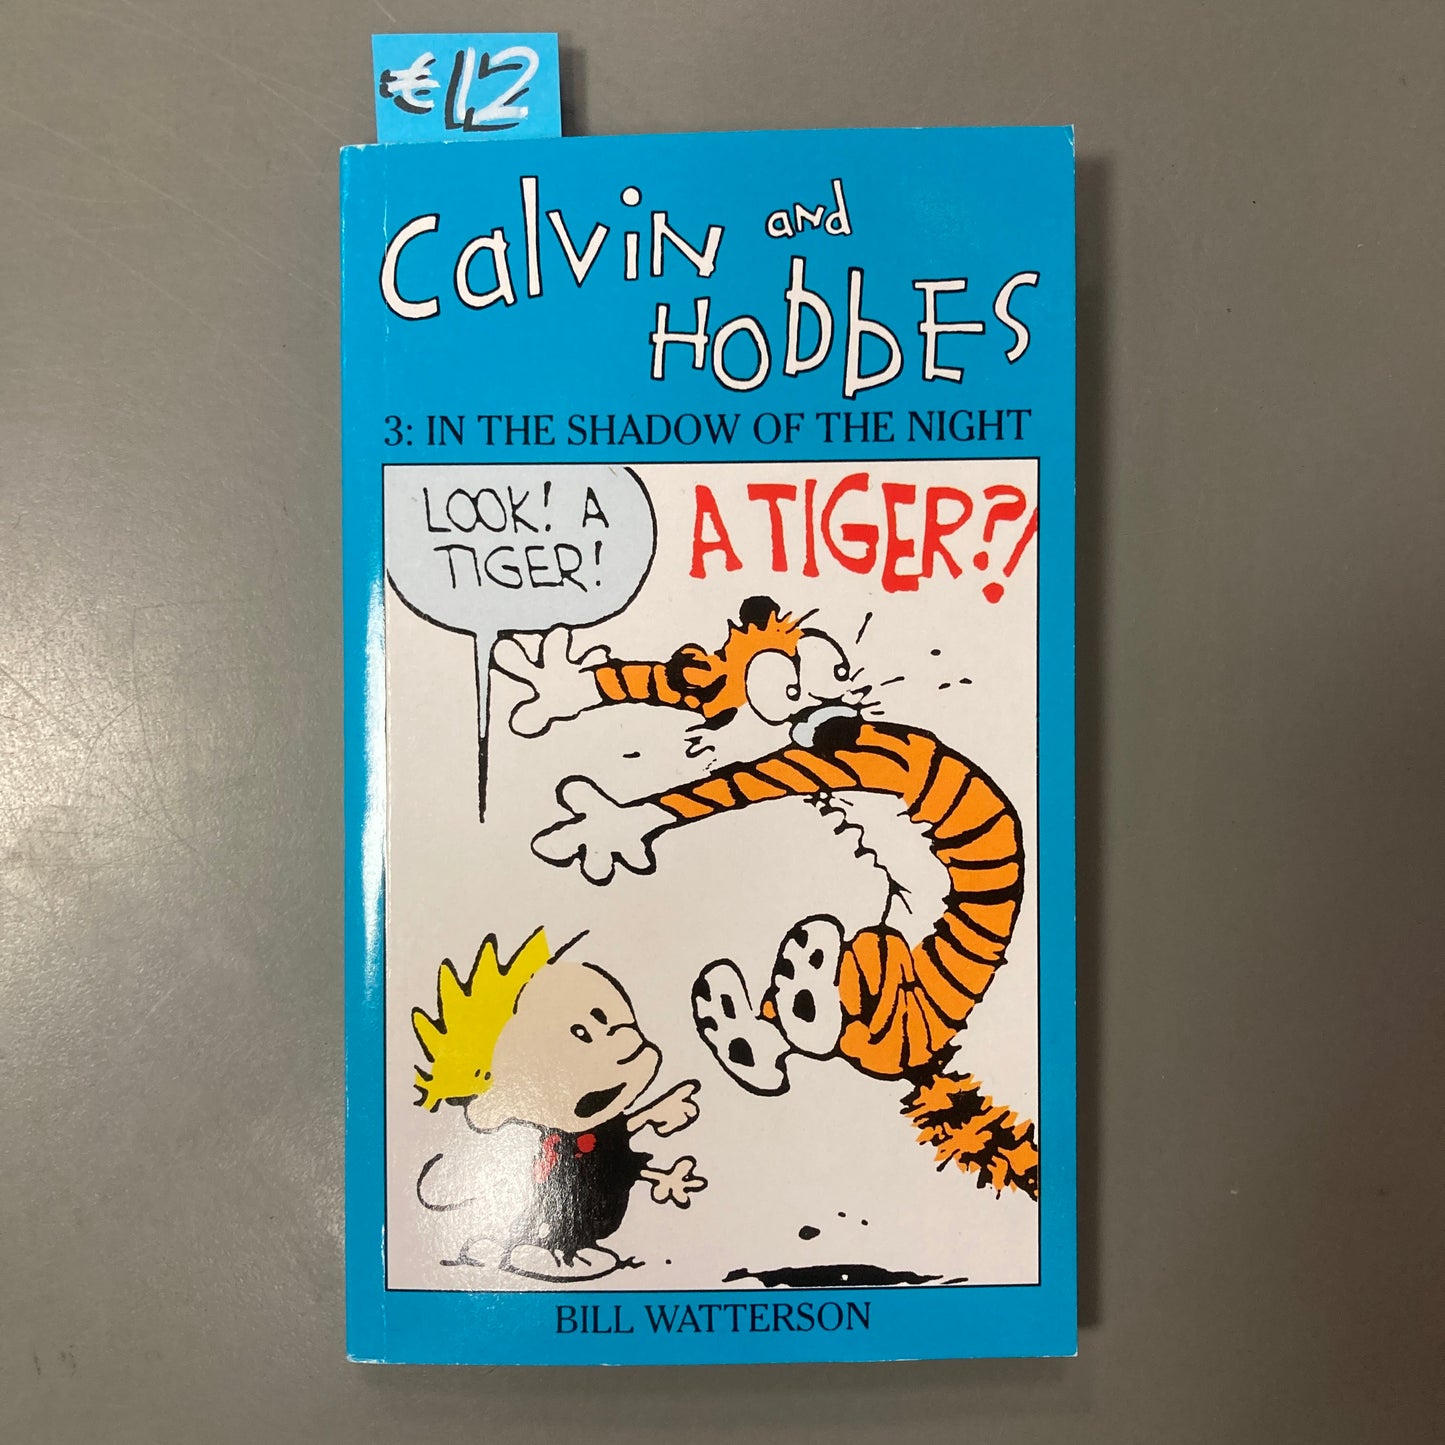 €12
Calvin and
HobbES
3: IN THE SHADOW OF THE NIGHT
LOOK! A
TIGER!
A TIGER?!
BILL WATTERSON